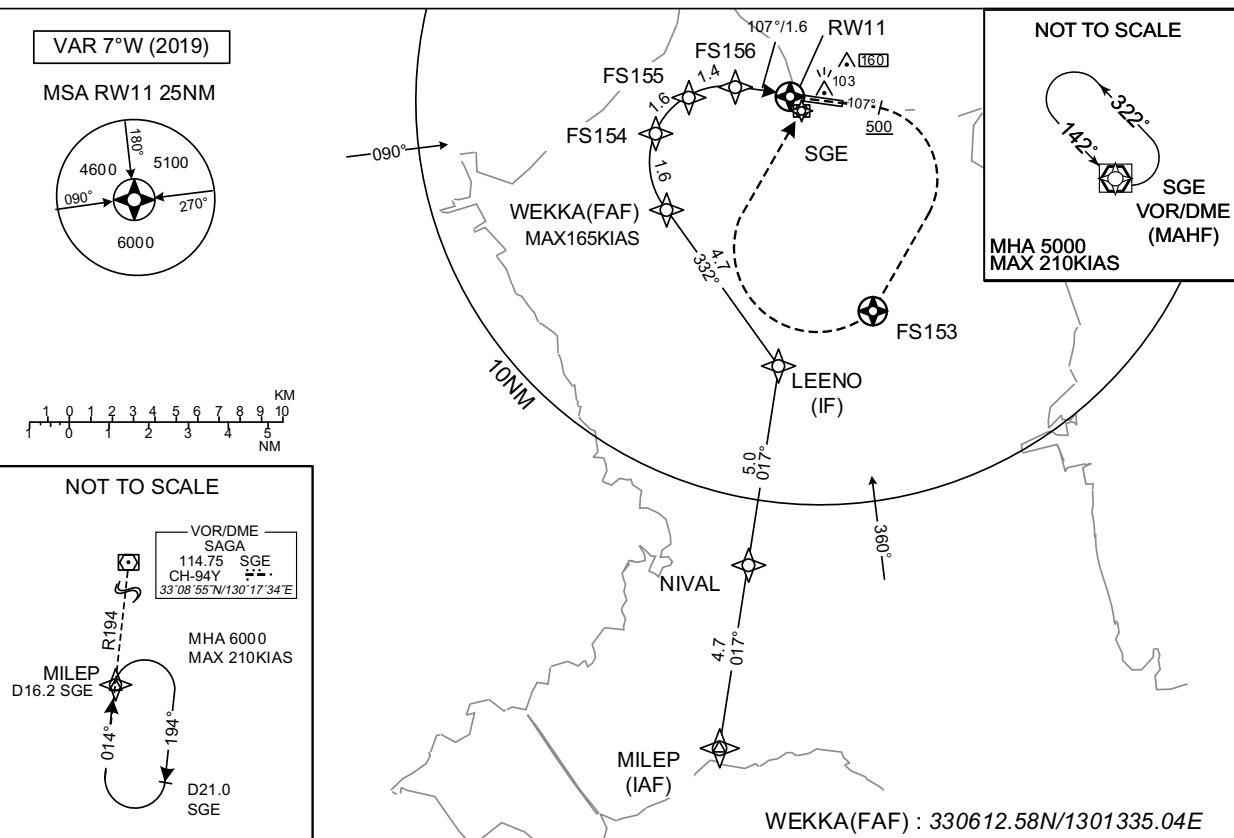 VAR 7°W (2019)
MSA RW11 25NM
180°
4600
5100
090°
270°
6000
KM
1 0 1 2 3 4 5 6 7 8 9 10
1 0 1 2 3 4 5
NM
107°/1.6
RW11
160
103
FS156
1.4
FS155
1.6
FS154
107°
500
SGE
090°
1.6
WEKKA(FAF)
MAX165KIAS
4.7
332°
FS153
10NM
LEENO
(IF)
5.0
017°
360°
NIVAL
4.7
017°
MILEP
(IAF)
WEKKA(FAF) : 330612.58N/1301335.04E
NOT TO SCALE
322°
142°
SGE
VOR/DME
(MAHF)
MHA 5000
MAX 210KIAS
NOT TO SCALE
VOR/DME
SAGA
114.75 SGE
CH-94Y
33°08'55"N/130°17'34"E
R194
MHA 6000
MAX 210KIAS
MILEP
D16.2 SGE
014°
194°
D21.0
SGE